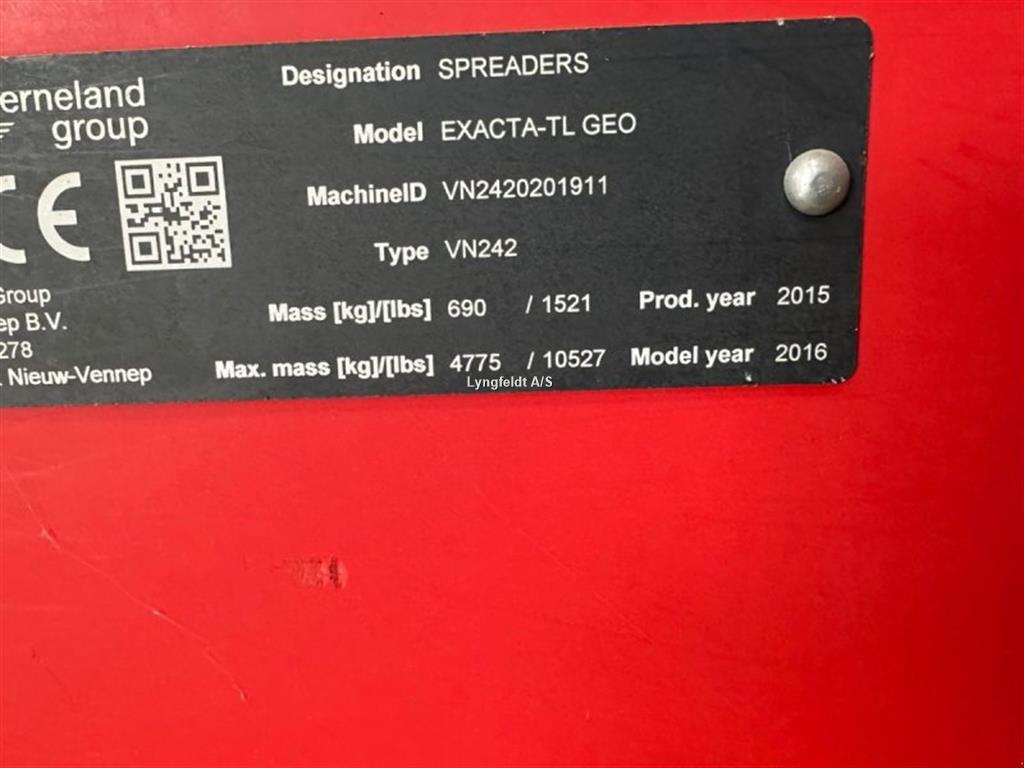 erneland
group
CE
Group
ep B.V.
278
Nieuw-Vennep
Designation SPREADERS
Model EXACTA-TL GEO
MachineID VN2420201911
Type VN242
Mass [kg]/[lbs] 690 / 1521 Prod. year 2015
Max. mass [kg]/[lbs] 4775 / 10527 Model year 2016
Lyngfeldt A/S